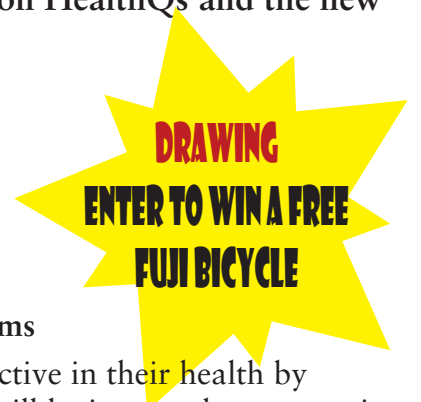 on HealthQs and the new
DRAWING
ENTER TO WIN A FREE
FUJI BICYCLE
ms
ctive in their health by